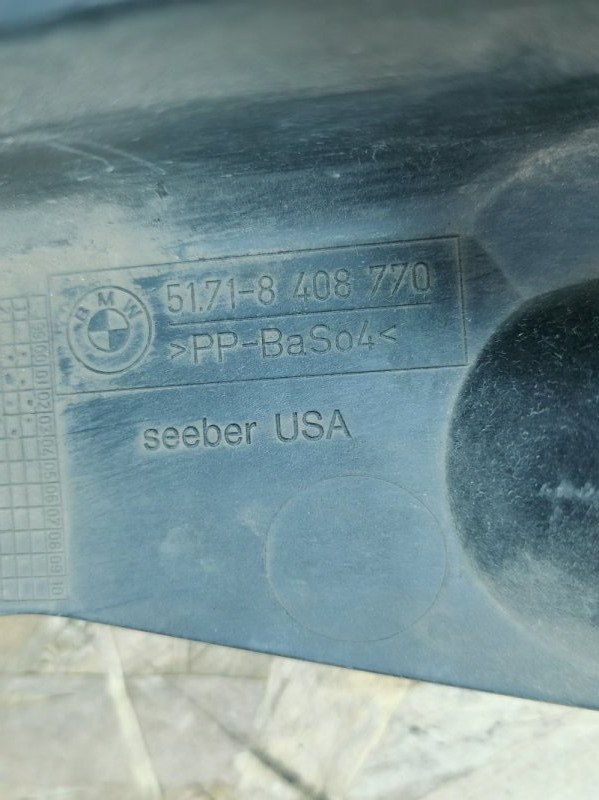 BMW
51.71-8 408 770
>PP-BaSo4<
seeber USA